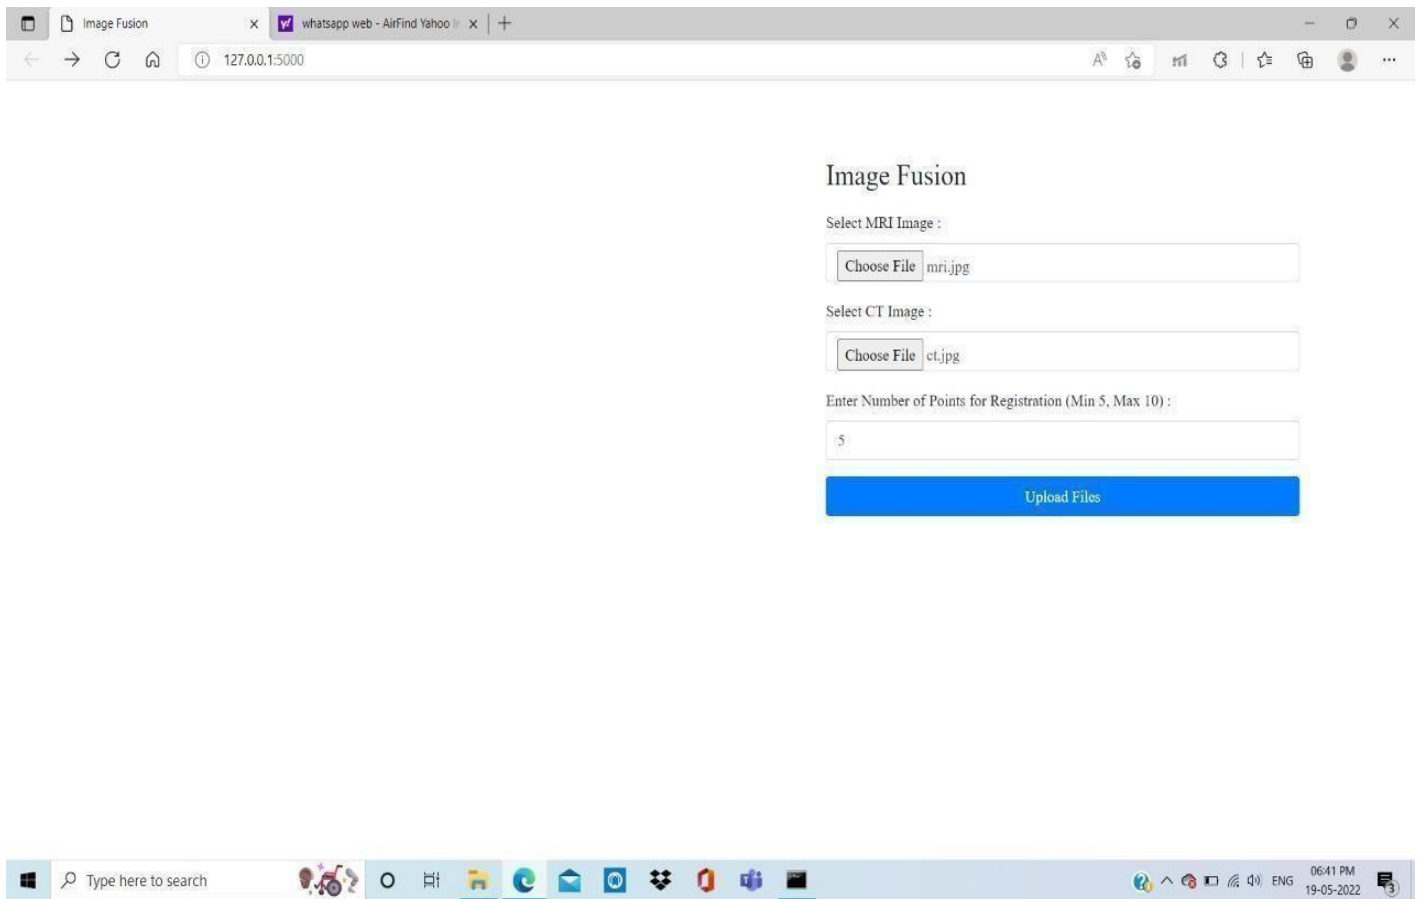 Image Fusion
whatsapp web - AirFind Yahoo
127.0.0.1:5000
Image Fusion
Select MRI Image :
Choose File mri.jpg
Select CT Image :
Choose File ct.jpg
Enter Number of Points for Registration (Min 5, Max 10) :
5
Upload Files
Type here to search
ENG
06:41 PM
19-05-2022
3